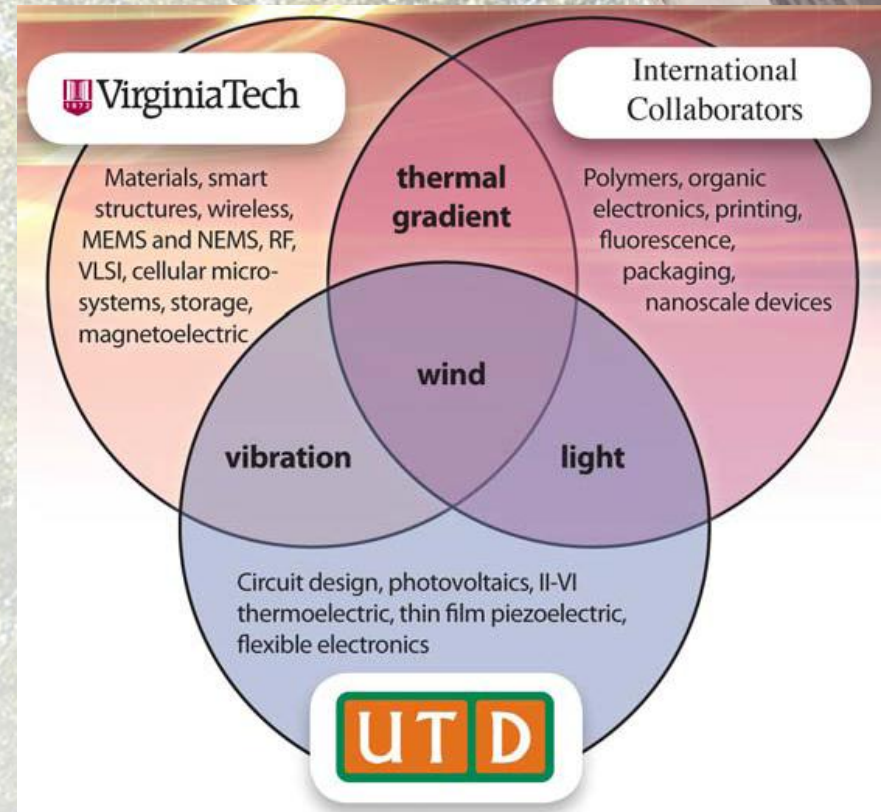 VirginiaTech
1872
International
Collaborators
Materials, smart
structures, wireless,
MEMS and NEMS, RF,
VLSI, cellular micro-
systems, storage,
magnetoelectric
thermal
gradient
Polymers, organic
electronics, printing,
fluorescence,
packaging,
nanoscale devices
wind
vibration
light
Circuit design, photovoltaics, II-VI
thermoelectric, thin film piezoelectric,
flexible electronics
UTD